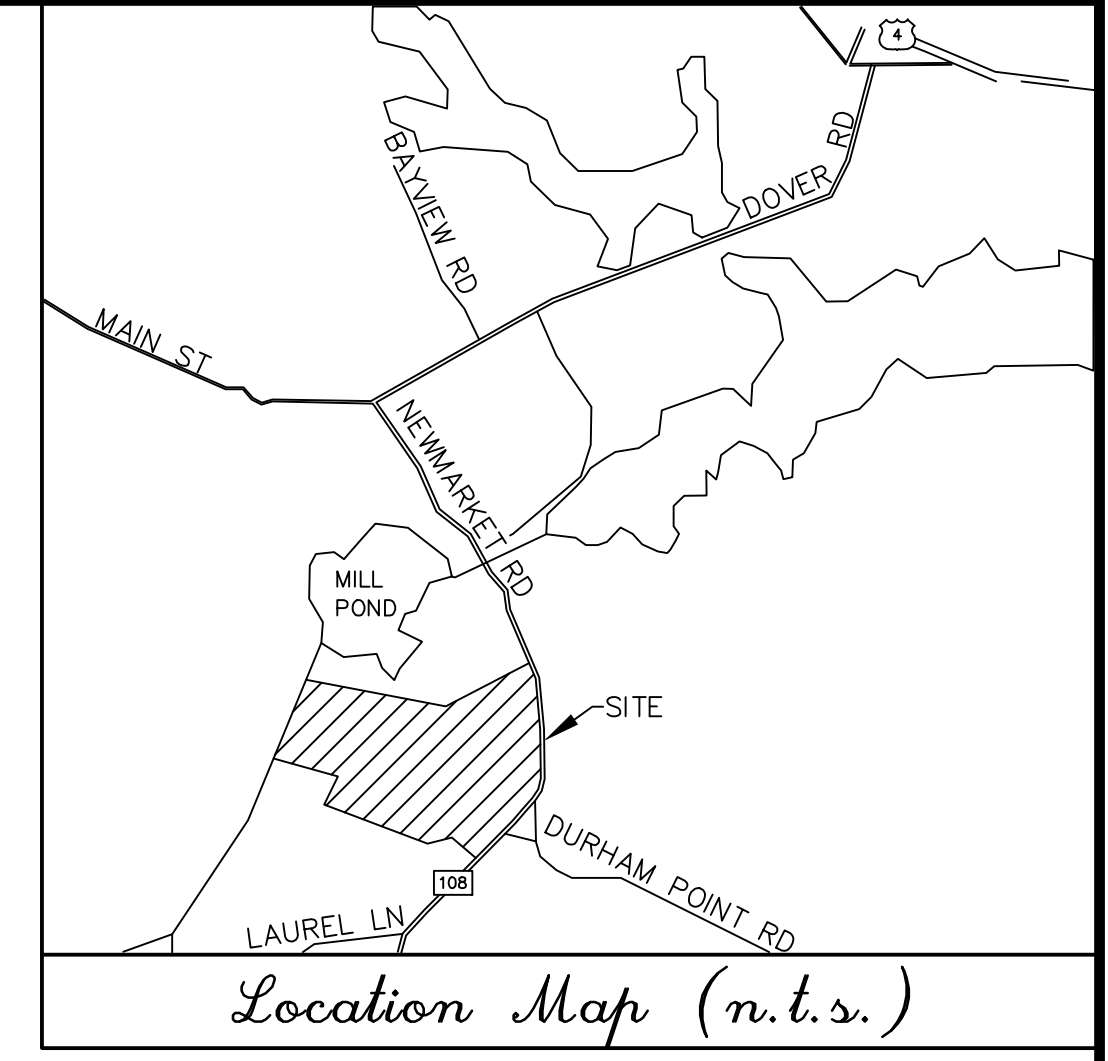 4
DOVER RD
BAYVIEW RD
MAIN ST
NEWMARKET RD
MILL
POND
SITE
DURHAM POINT RD
108
LAUREL LN
Location Map (n.t.s.)